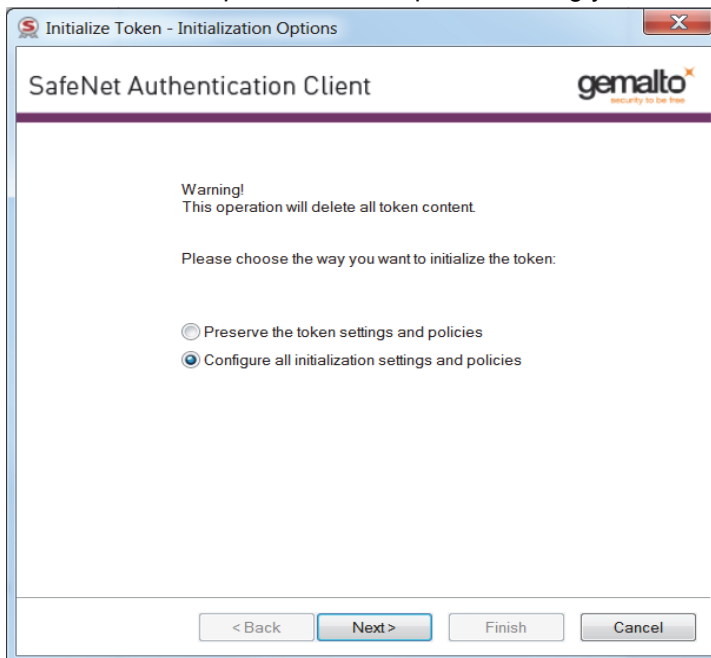 Initialize Token - Initialization Options
SafeNet Authentication Client
gemalto
security to be free
Warning!
This operation will delete all token content.
Please choose the way you want to initialize the token:
Preserve the token settings and policies
Configure all initialization settings and policies
< Back Next > Finish Cancel